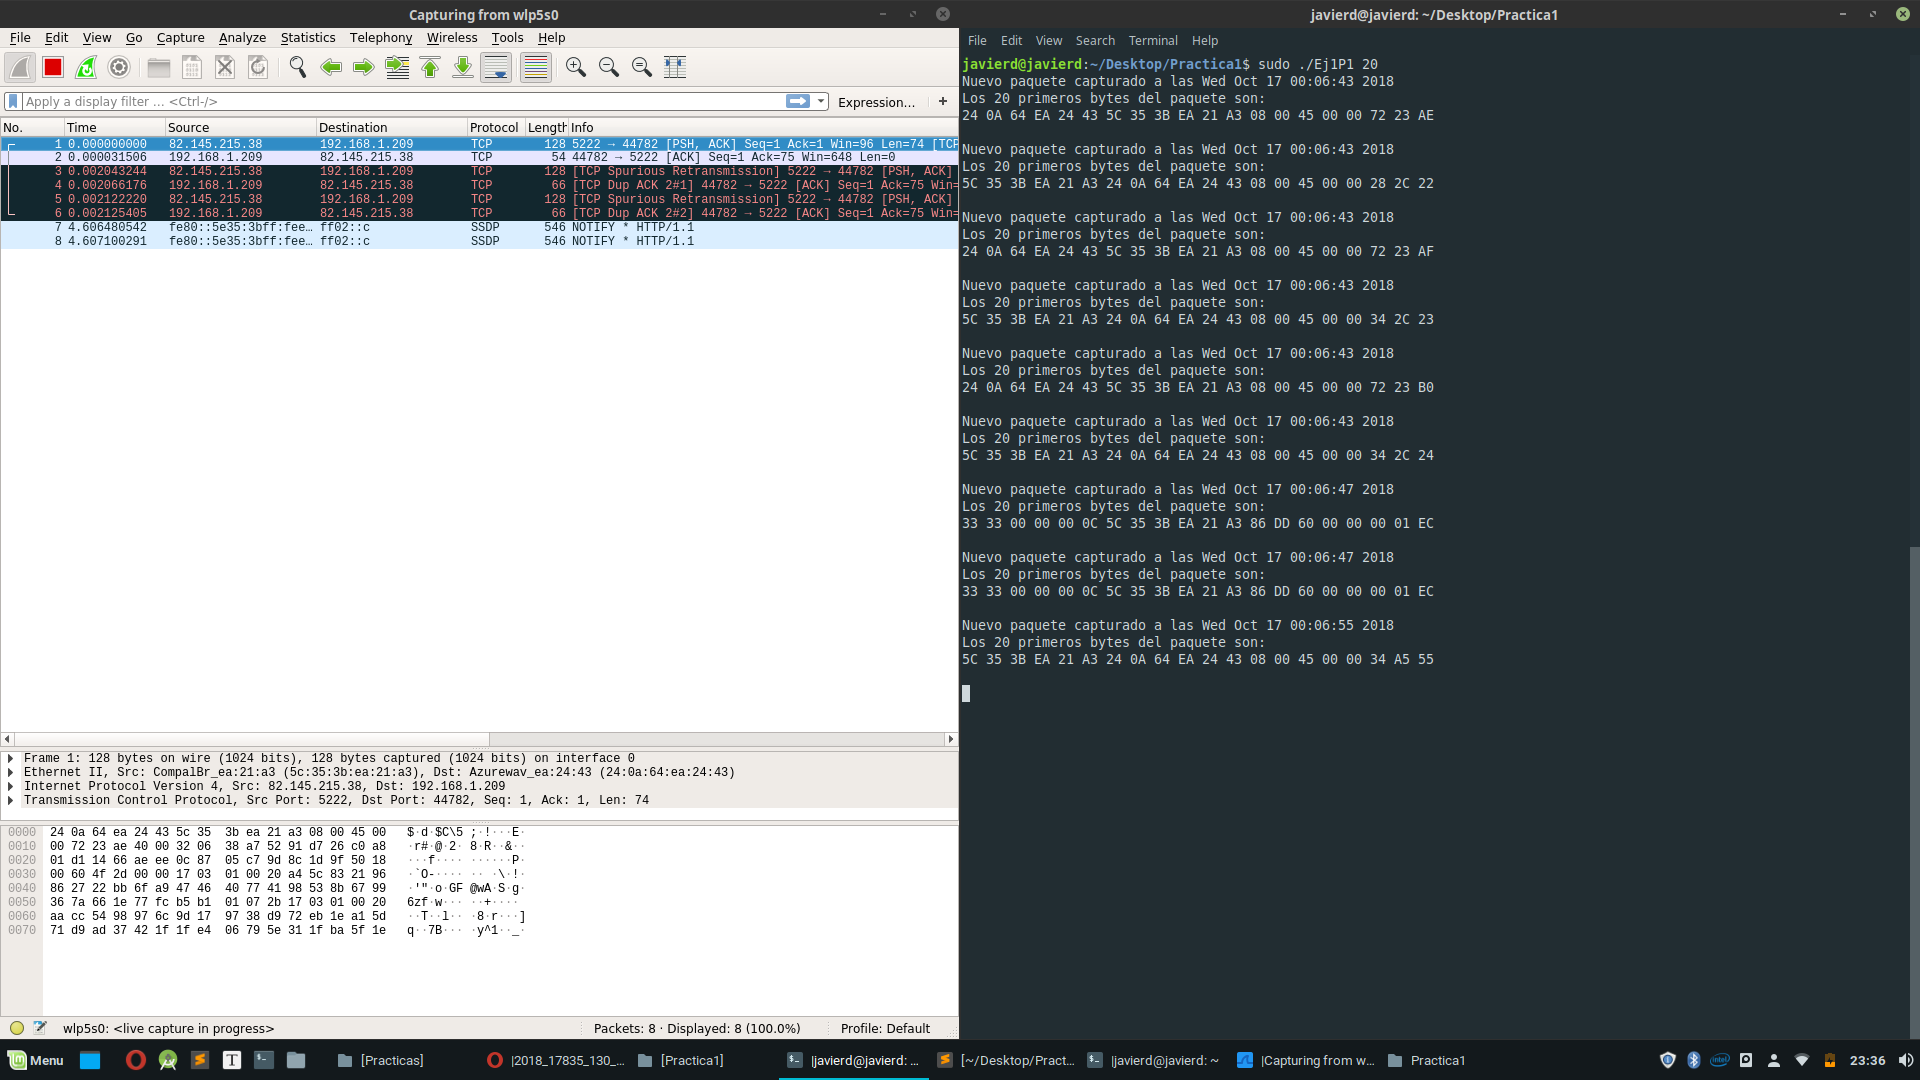 Capturing from wlp5s0
File Edit View Go Capture Analyze Statistics Telephony Wireless Tools Help
Apply a display filter ... <Ctrl-/>
Expression... +
No. Time Source Destination Protocol Length Info
1 0.000000000 82.145.215.38 192.168.1.209 TCP 128 5222 → 44782 [PSH, ACK] Seq=1 Ack=1 Win=96 Len=74 [TCP
2 0.000031506 192.168.1.209 82.145.215.38 TCP 54 44782 → 5222 [ACK] Seq=1 Ack=75 Win=648 Len=0
3 0.002043244 82.145.215.38 192.168.1.209 TCP 128 [TCP Spurious Retransmission] 5222 → 44782 [PSH, ACK]
4 0.002066176 192.168.1.209 82.145.215.38 TCP 66 [TCP Dup ACK 2#1] 44782 → 5222 [ACK] Seq=1 Ack=75 Win=
5 0.002122220 82.145.215.38 192.168.1.209 TCP 128 [TCP Spurious Retransmission] 5222 → 44782 [PSH, ACK]
6 0.002125405 192.168.1.209 82.145.215.38 TCP 66 [TCP Dup ACK 2#2] 44782 → 5222 [ACK] Seq=1 Ack=75 Win=
7 4.606480542 fe80::5e35:3bff:fee… ff02::c SSDP 546 NOTIFY * HTTP/1.1
8 4.607100291 fe80::5e35:3bff:fee… ff02::c SSDP 546 NOTIFY * HTTP/1.1
Frame 1: 128 bytes on wire (1024 bits), 128 bytes captured (1024 bits) on interface 0
Ethernet II, Src: CompalBr_ea:21:a3 (5c:35:3b:ea:21:a3), Dst: Azurewav_ea:24:43 (24:0a:64:ea:24:43)
Internet Protocol Version 4, Src: 82.145.215.38, Dst: 192.168.1.209
Transmission Control Protocol, Src Port: 5222, Dst Port: 44782, Seq: 1, Ack: 1, Len: 74
0000 24 0a 64 ea 24 43 5c 35 3b ea 21 a3 08 00 45 00 $·d·$C\5 ;·!···E·
0010 00 72 23 ae 40 00 32 06 38 a7 52 91 d7 26 c0 a8 ·r#·@·2· 8·R··&··
0020 01 d1 14 66 ae ee 0c 87 05 c7 9d 8c 1d 9f 50 18 ···f···· ······P·
0030 00 60 4f 2d 00 00 17 03 01 00 20 a4 5c 83 21 96 ·`O-···· ·· ·\·!·
0040 86 27 22 bb 6f a9 47 46 40 77 41 98 53 8b 67 99 ·'"·o·GF @wA·S·g·
0050 36 7a 66 1e 77 fc b5 b1 01 07 2b 17 03 01 00 20 6zf·w··· ··+····
0060 aa cc 54 98 97 6c 9d 17 97 38 d9 72 eb 1e a1 5d ··T··l·· ·8·r···]
0070 71 d9 ad 37 42 1f 1f e4 06 79 5e 31 1f ba 5f 1e q··7B··· ·y^1··_·
wlp5s0: <live capture in progress> Packets: 8 · Displayed: 8 (100.0%) Profile: Default
javierd@javierd: ~/Desktop/Practica1
File Edit View Search Terminal Help
javierd@javierd:~/Desktop/Practica1$ sudo ./Ej1P1 20
Nuevo paquete capturado a las Wed Oct 17 00:06:43 2018
Los 20 primeros bytes del paquete son:
24 0A 64 EA 24 43 5C 35 3B EA 21 A3 08 00 45 00 00 72 23 AE
Nuevo paquete capturado a las Wed Oct 17 00:06:43 2018
Los 20 primeros bytes del paquete son:
5C 35 3B EA 21 A3 24 0A 64 EA 24 43 08 00 45 00 00 28 2C 22
Nuevo paquete capturado a las Wed Oct 17 00:06:43 2018
Los 20 primeros bytes del paquete son:
24 0A 64 EA 24 43 5C 35 3B EA 21 A3 08 00 45 00 00 72 23 AF
Nuevo paquete capturado a las Wed Oct 17 00:06:43 2018
Los 20 primeros bytes del paquete son:
5C 35 3B EA 21 A3 24 0A 64 EA 24 43 08 00 45 00 00 34 2C 23
Nuevo paquete capturado a las Wed Oct 17 00:06:43 2018
Los 20 primeros bytes del paquete son:
24 0A 64 EA 24 43 5C 35 3B EA 21 A3 08 00 45 00 00 72 23 B0
Nuevo paquete capturado a las Wed Oct 17 00:06:43 2018
Los 20 primeros bytes del paquete son:
5C 35 3B EA 21 A3 24 0A 64 EA 24 43 08 00 45 00 00 34 2C 24
Nuevo paquete capturado a las Wed Oct 17 00:06:47 2018
Los 20 primeros bytes del paquete son:
33 33 00 00 00 0C 5C 35 3B EA 21 A3 86 DD 60 00 00 00 01 EC
Nuevo paquete capturado a las Wed Oct 17 00:06:47 2018
Los 20 primeros bytes del paquete son:
33 33 00 00 00 0C 5C 35 3B EA 21 A3 86 DD 60 00 00 00 01 EC
Nuevo paquete capturado a las Wed Oct 17 00:06:55 2018
Los 20 primeros bytes del paquete son:
5C 35 3B EA 21 A3 24 0A 64 EA 24 43 08 00 45 00 00 34 A5 55
Menu [Practicas] |2018_17835_130_... [Practica1] |javierd@javierd: ... [~/Desktop/Pract... |javierd@javierd: ~ |Capturing from w... Practica1 23:36